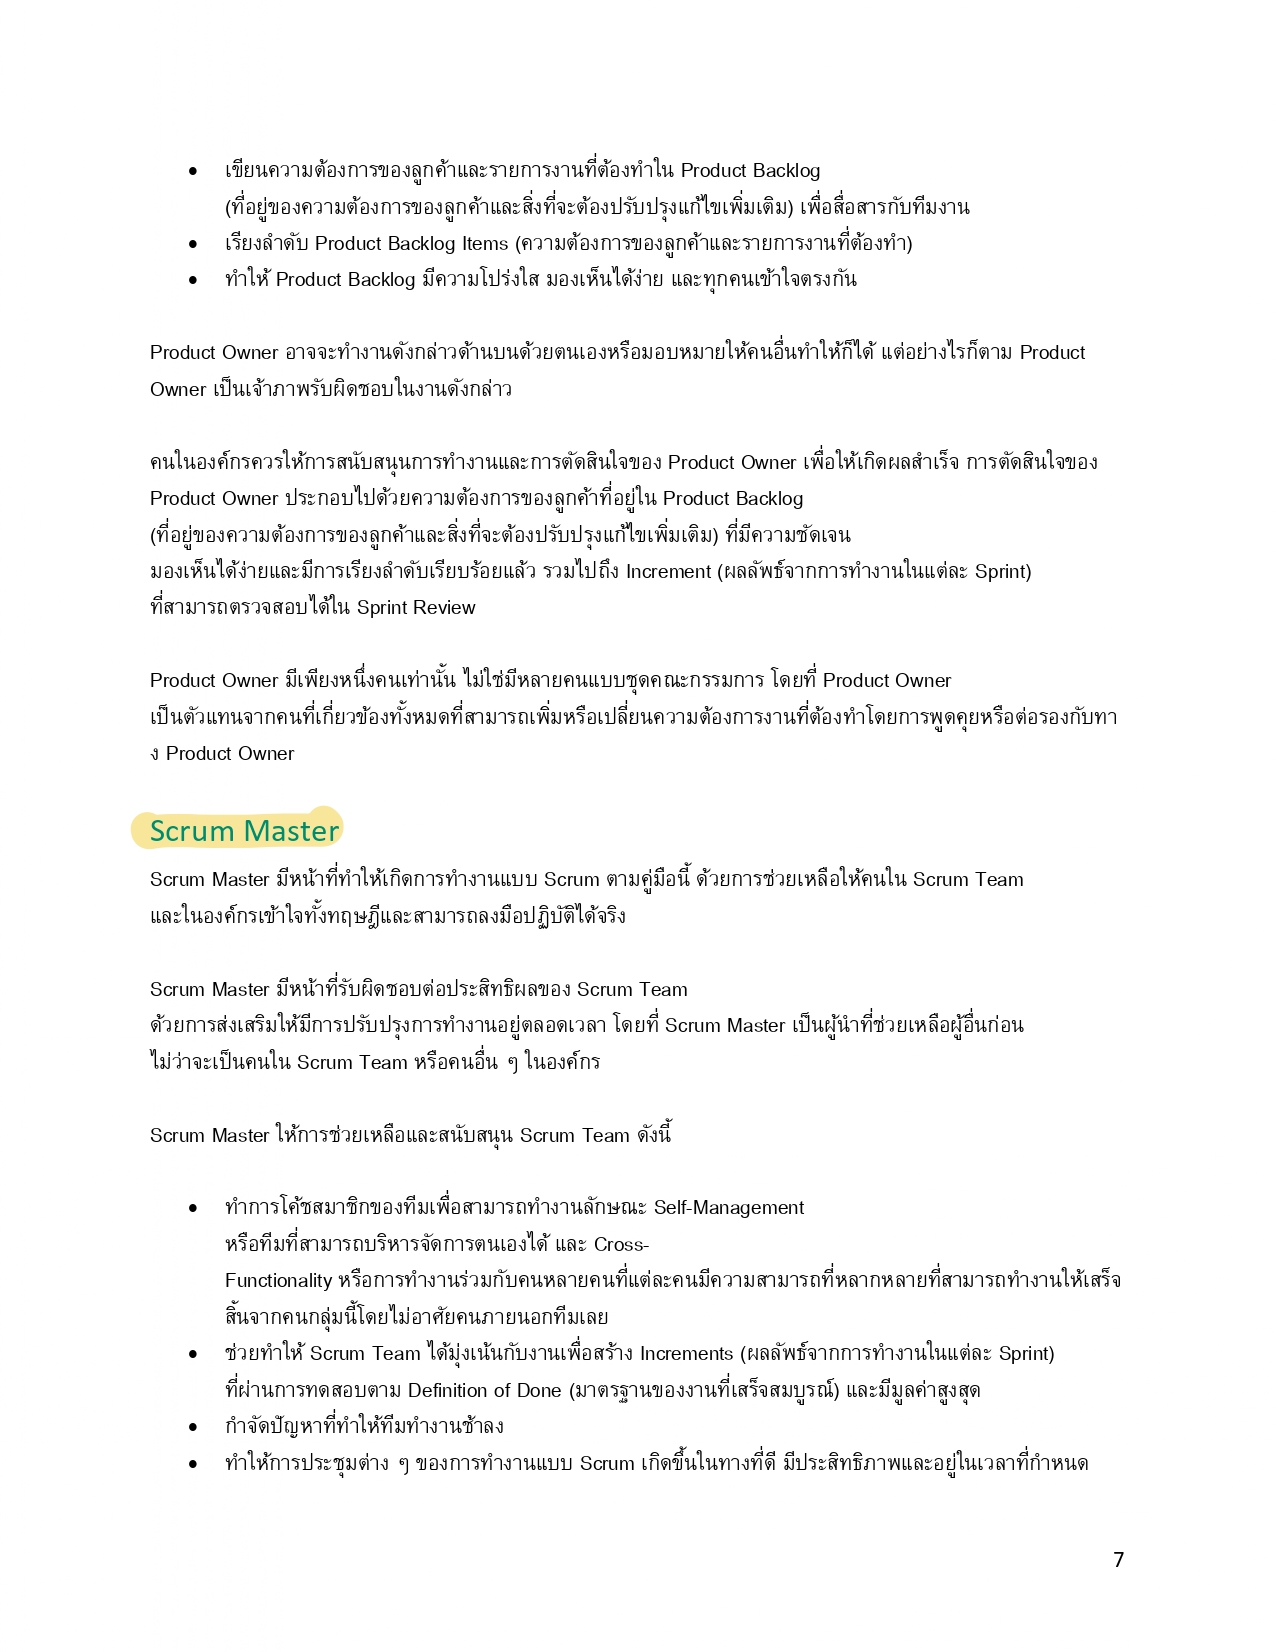 • เขียนความต้องการของลูกค้าและรายการงานที่ต้องทำใน Product Backlog
(ที่อยู่ของความต้องการของลูกค้าและสิ่งที่จะต้องปรับปรุงแก้ไขเพิ่มเติม) เพื่อสื่อสารกับทีมงาน
• เรียงลำดับ Product Backlog Items (ความต้องการของลูกค้าและรายการงานที่ต้องทำ)
• ทำให้ Product Backlog มีความโปร่งใส มองเห็นได้ง่าย และทุกคนเข้าใจตรงกัน
Product Owner อาจจะทำงานดังกล่าวด้านบนด้วยตนเองหรือมอบหมายให้คนอื่นทำให้ก็ได้ แต่อย่างไรก็ตาม Product
Owner เป็นเจ้าภาพรับผิดชอบในงานดังกล่าว
คนในองค์กรควรให้การสนับสนุนการทำงานและการตัดสินใจของ Product Owner เพื่อให้เกิดผลสำเร็จ การตัดสินใจของ
Product Owner ประกอบไปด้วยความต้องการของลูกค้าที่อยู่ใน Product Backlog
(ที่อยู่ของความต้องการของลูกค้าและสิ่งที่จะต้องปรับปรุงแก้ไขเพิ่มเติม) ที่มีความชัดเจน
มองเห็นได้ง่ายและมีการเรียงลำดับเรียบร้อยแล้ว รวมไปถึง Increment (ผลลัพธ์จากการทำงานในแต่ละ Sprint)
ที่สามารถตรวจสอบได้ใน Sprint Review
Product Owner มีเพียงหนึ่งคนเท่านั้น ไม่ใช่มีหลายคนแบบชุดคณะกรรมการ โดยที่ Product Owner
เป็นตัวแทนจากคนที่เกี่ยวข้องทั้งหมดที่สามารถเพิ่มหรือเปลี่ยนความต้องการงานที่ต้องทำโดยการพูดคุยหรือต่อรองกับทา
ง Product Owner
Scrum Master
Scrum Master มีหน้าที่ทำให้เกิดการทำงานแบบ Scrum ตามคู่มือนี้ ด้วยการช่วยเหลือให้คนใน Scrum Team
และในองค์กรเข้าใจทั้งทฤษฎีและสามารถลงมือปฏิบัติได้จริง
Scrum Master มีหน้าที่รับผิดชอบต่อประสิทธิผลของ Scrum Team
ด้วยการส่งเสริมให้มีการปรับปรุงการทำงานอยู่ตลอดเวลา โดยที่ Scrum Master เป็นผู้นำที่ช่วยเหลือผู้อื่นก่อน
ไม่ว่าจะเป็นคนใน Scrum Team หรือคนอื่น ๆ ในองค์กร
Scrum Master ให้การช่วยเหลือและสนับสนุน Scrum Team ดังนี้
• ทำการโค้ชสมาชิกของทีมเพื่อสามารถทำงานลักษณะ Self-Management
หรือทีมที่สามารถบริหารจัดการตนเองได้ และ Cross-
Functionality หรือการทำงานร่วมกับคนหลายคนที่แต่ละคนมีความสามารถที่หลากหลายที่สามารถทำงานให้เสร็จ
สิ้นจากคนกลุ่มนี้โดยไม่อาศัยคนภายนอกทีมเลย
• ช่วยทำให้ Scrum Team ได้มุ่งเน้นกับงานเพื่อสร้าง Increments (ผลลัพธ์จากการทำงานในแต่ละ Sprint)
ที่ผ่านการทดสอบตาม Definition of Done (มาตรฐานของงานที่เสร็จสมบูรณ์) และมีมูลค่าสูงสุด
• กำจัดปัญหาที่ทำให้ทีมทำงานช้าลง
• ทำให้การประชุมต่าง ๆ ของการทำงานแบบ Scrum เกิดขึ้นในทางที่ดี มีประสิทธิภาพและอยู่ในเวลาที่กำหนด
7